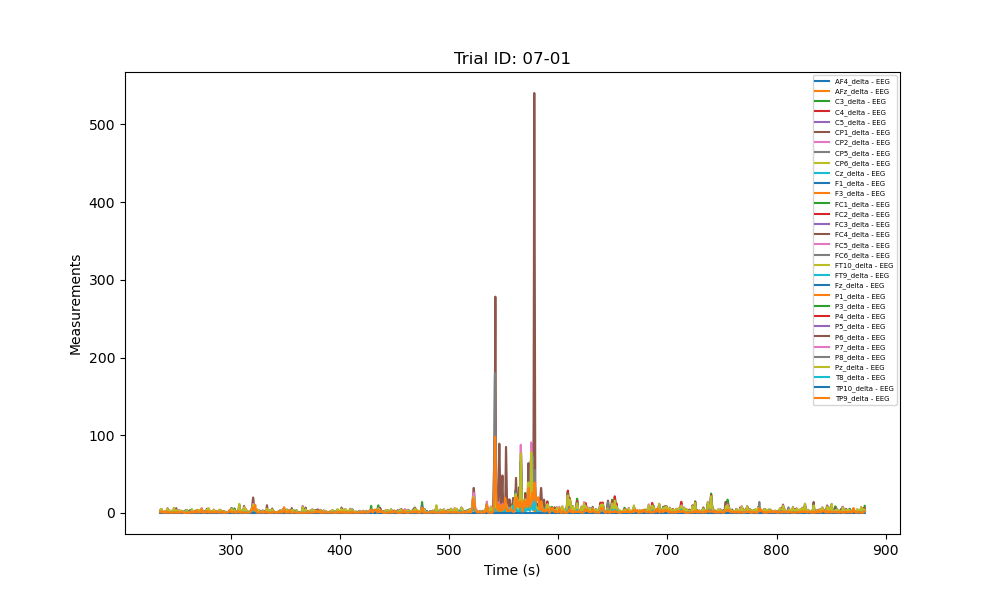 Trial ID: 07-01
Measurements
500
400
300
200
100
0
300
400
500
600
700
800
900
Time (s)
AF4_delta - EEG
AFz_delta - EEG
C3_delta - EEG
C4_delta - EEG
C5_delta - EEG
CP1_delta - EEG
CP2_delta - EEG
CP5_delta - EEG
CP6_delta - EEG
Cz_delta - EEG
F1_delta - EEG
F3_delta - EEG
FC1_delta - EEG
FC2_delta - EEG
FC3_delta - EEG
FC4_delta - EEG
FC5_delta - EEG
FC6_delta - EEG
FT10_delta - EEG
FT9_delta - EEG
Fz_delta - EEG
P1_delta - EEG
P3_delta - EEG
P4_delta - EEG
P5_delta - EEG
P6_delta - EEG
P7_delta - EEG
P8_delta - EEG
Pz_delta - EEG
T8_delta - EEG
TP10_delta - EEG
TP9_delta - EEG